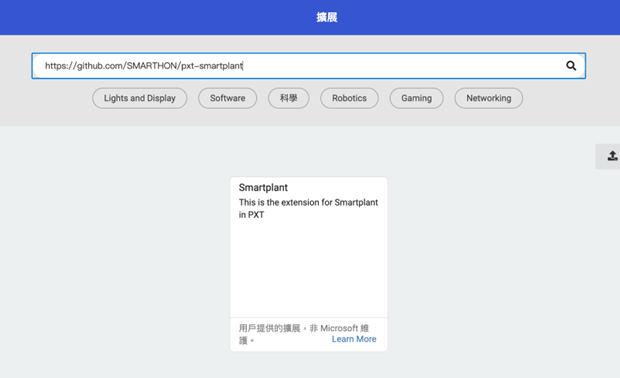 擴展
https://github.com/SMARTHON/pxt-smartplant
Lights and Display Software 科學 Robotics Gaming Networking
Smartplant
This is the extension for Smartplant
in PXT
用戶提供的擴展，非 Microsoft 維
護。 Learn More